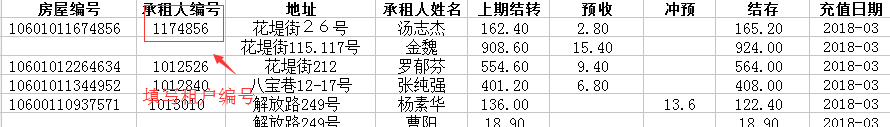 房屋编号 承租人编号 地址 承租人姓名 上期结转 预收 冲预 结存 充值日期
10601011674856 1174856 花堤街２６号 汤志杰 162.40 2.80 165.20 2018-03
花堤街115.117号 金魏 908.60 15.40 924.00 2018-03
10601012264634 1012526 花堤街212 罗郁芬 554.60 9.40 564.00 2018-03
10601011344952 1012840 八宝巷12-17号 张纯强 401.20 6.80 408.00 2018-03
10600110937571 1013010 解放路249号 杨素华 136.00 13.6 122.40 2018-03
解放路249号 曹阳 18.90 18.90 2018-03
填写租户编号